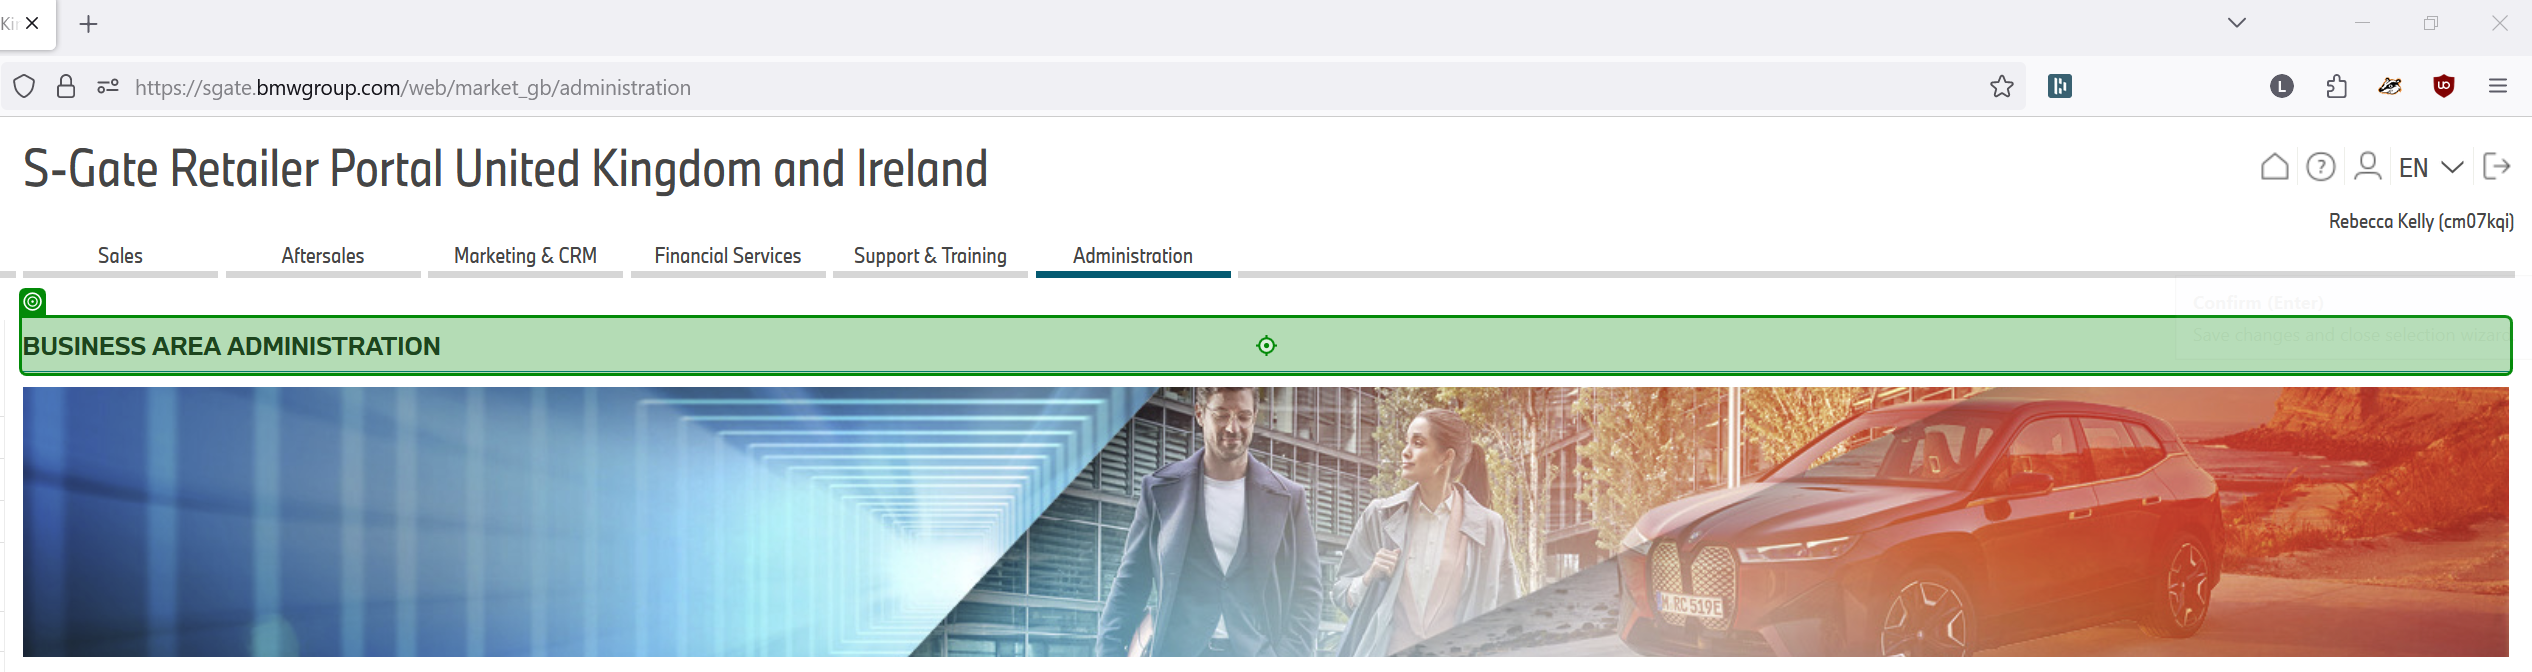 Ki
https://sgate.bmwgroup.com/web/market_gb/administration
L
S-Gate Retailer Portal United Kingdom and Ireland
EN
Rebecca Kelly (cm07kqi)
Sales Aftersales Marketing & CRM Financial Services Support & Training Administration
Confirm (Enter)
Save changes and close selection wizard
BUSINESS AREA ADMINISTRATION
M RC 519E